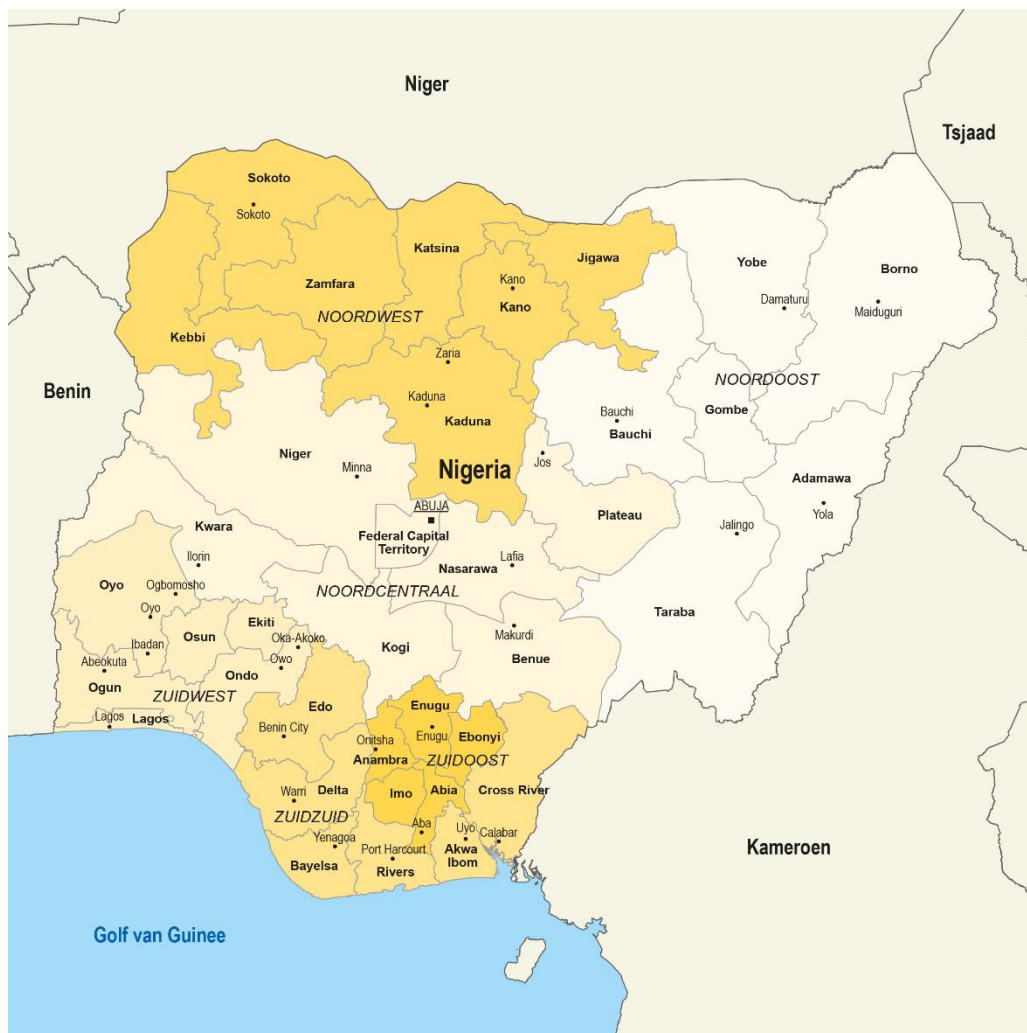 Niger
Tsjaad
Sokoto
Sokoto
Katsina
Jigawa
Yobe
Borno
Zamfara
Kano
Kano
Damaturu
Maiduguri
NOORDWEST
Kebbi
Zaria
NOORDOOST
Benin
Kaduna
Kaduna
Gombe
Bauchi
Bauchi
Niger
Minna
Nigeria
Jos
Adamawa
Yola
ABUJA
Federal Capital
Territory
Plateau
Jalingo
Kwara
Ilorin
Lafia
Nasarawa
Oyo
Ogbomosho
NOORDCENTRAAL
Oyo
Taraba
Osun
Ekiti
Oka-Akoko
Makurdi
Ibadan
Kogi
Benue
Abeokuta
Owo
Ondo
Ogun
ZUIDWEST
Edo
Enugu
Lagos
Lagos
Benin City
Enugu
Ebonyi
Onitsha
Anambra
ZUIDOOST
Warri
Delta
Imo
Abia
Cross River
ZUIDZUID
Aba
Uyo
Calabar
Yenagoa
Port Harcourt
Akwa
Ibom
Bayelsa
Rivers
Kameroen
Golf van Guinee